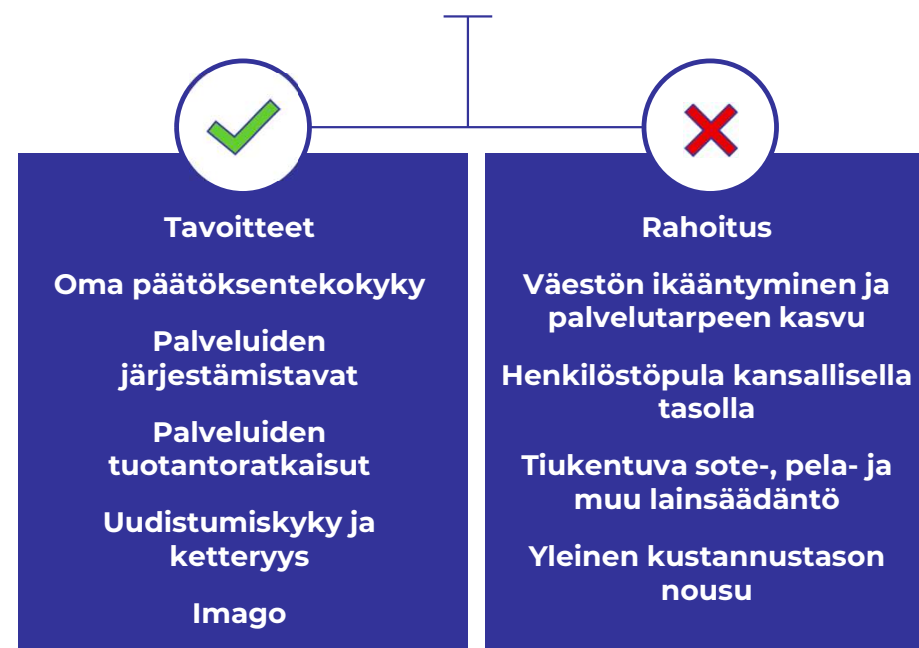 Tavoitteet
Oma päätöksentekokyky
Palveluiden
järjestämistavat
Palveluiden
tuotantoratkaisut
Uudistumiskyky ja
ketteryys
Imago
Rahoitus
Väestön ikääntyminen ja
palvelutarpeen kasvu
Henkilöstöpula kansallisella
tasolla
Tiukentuva sote-, pela- ja
muu lainsäädäntö
Yleinen kustannustason
nousu